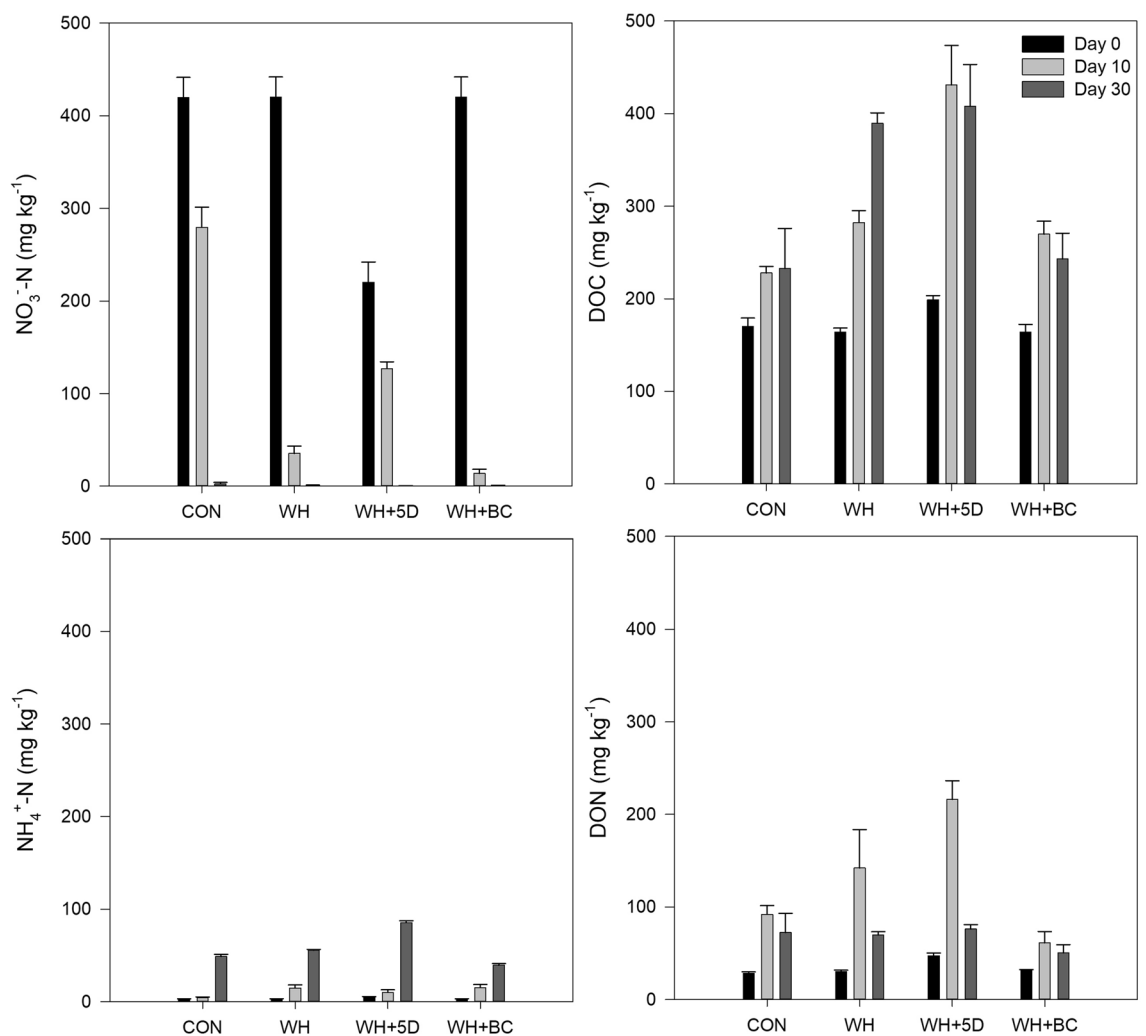 500
400
300
200
100
0
NO₃⁻-N (mg kg⁻¹)
CON WH WH+5D WH+BC
500
400
300
200
100
0
DOC (mg kg⁻¹)
Day 0
Day 10
Day 30
CON WH WH+5D WH+BC
500
400
300
200
100
0
NH₄⁺-N (mg kg⁻¹)
CON WH WH+5D WH+BC
500
400
300
200
100
0
DON (mg kg⁻¹)
CON WH WH+5D WH+BC